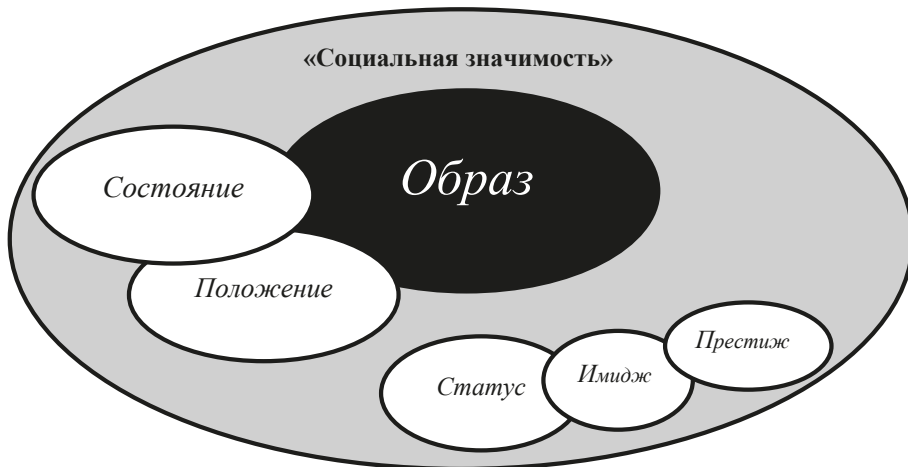 «Социальная значимость»
Образ
Состояние
Положение
Престиж
Имидж
Статус